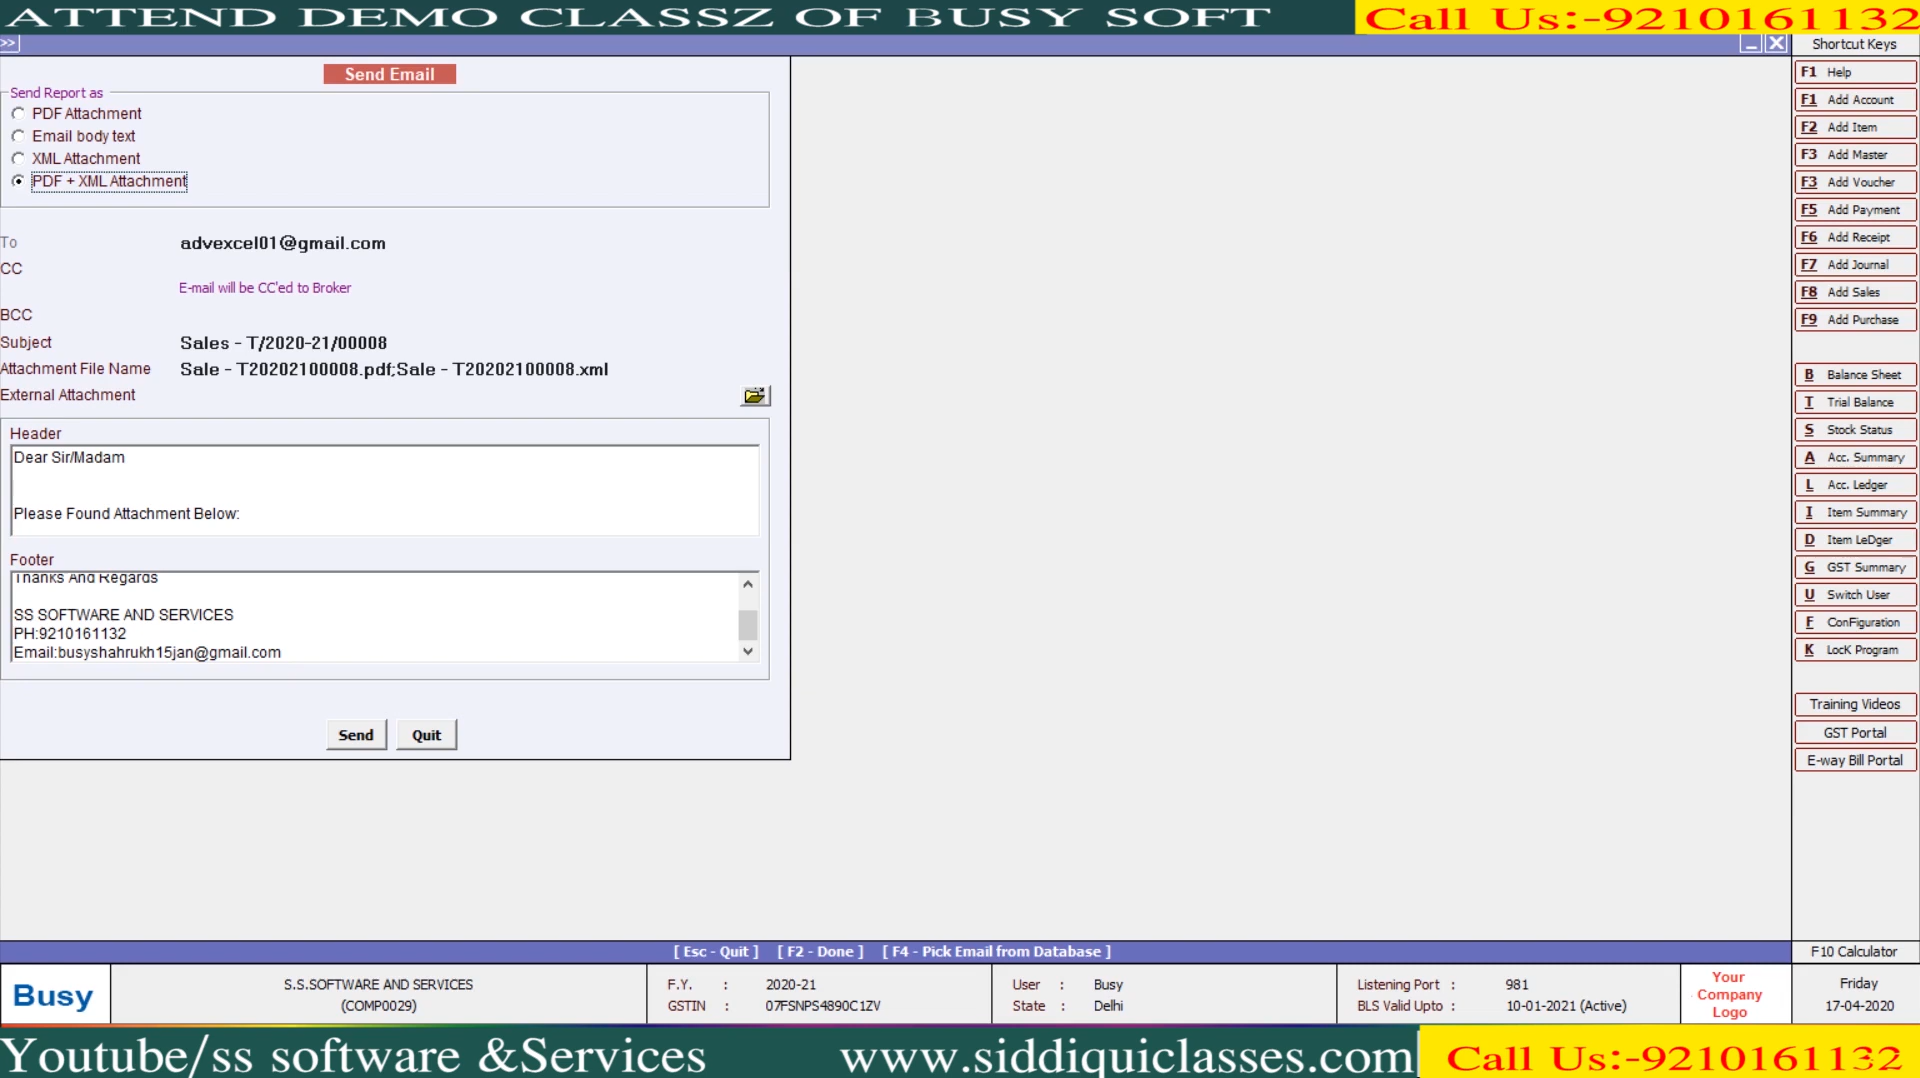 ATTEND DEMO CLASSZ OF BUSY SOFT
Call Us:-9210161132
>>
Shortcut Keys
Send Email
Send Report as
PDF Attachment
Email body text
XML Attachment
PDF + XML Attachment
To advexcel01@gmail.com
CC
E-mail will be CC'ed to Broker
BCC
Subject Sales - T/2020-21/00008
Attachment File Name Sale - T20202100008.pdf;Sale - T20202100008.xml
External Attachment
Header
Dear Sir/Madam
Please Found Attachment Below:
Footer
Thanks And Regards
SS SOFTWARE AND SERVICES
PH:9210161132
Email:busyshahrukh15jan@gmail.com
Send Quit
F1 Help
F1 Add Account
F2 Add Item
F3 Add Master
F3 Add Voucher
F5 Add Payment
F6 Add Receipt
F7 Add Journal
F8 Add Sales
F9 Add Purchase
B Balance Sheet
T Trial Balance
S Stock Status
A Acc. Summary
L Acc. Ledger
I Item Summary
D Item LeDger
G GST Summary
U Switch User
F ConFiguration
K LocK Program
Training Videos
GST Portal
E-way Bill Portal
[ Esc - Quit ] [ F2 - Done ] [ F4 - Pick Email from Database ]
F10 Calculator
Busy
S.S.SOFTWARE AND SERVICES
(COMP0029)
F.Y. : 2020-21
GSTIN : 07FSNPS4890C1ZV
User : Busy
State : Delhi
Listening Port : 981
BLS Valid Upto : 10-01-2021 (Active)
Your
Company
Logo
Friday
17-04-2020
Youtube/ss software &Services
www.siddiquiclasses.com
Call Us:-9210161132